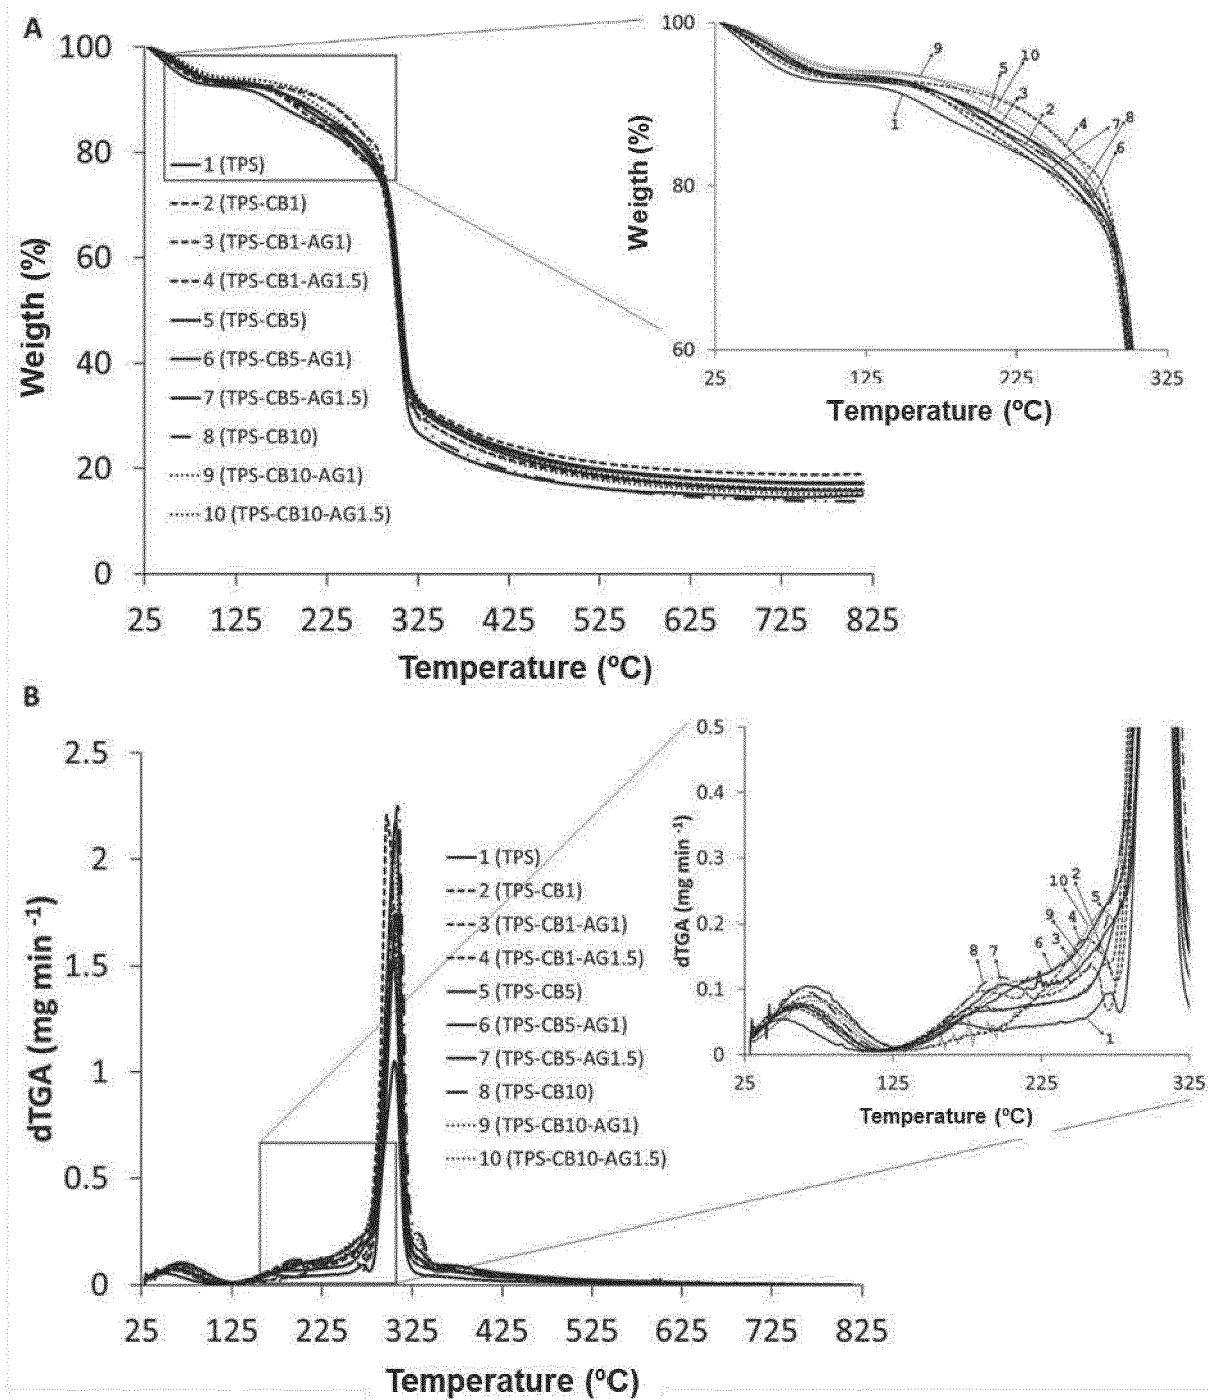 A
100
80
60
40
20
0
Weigth (%)
1 (TPS)
2 (TPS-CB1)
3 (TPS-CB1-AG1)
4 (TPS-CB1-AG1.5)
5 (TPS-CB5)
6 (TPS-CB5-AG1)
7 (TPS-CB5-AG1.5)
8 (TPS-CB10)
9 (TPS-CB10-AG1)
10 (TPS-CB10-AG1.5)
25 125 225 325 425 525 625 725 825
Temperature (ºC)
100
80
60
Weigth (%)
9
5 10
3
2
1
4
7 8
6
25 125 225 325
Temperature (ºC)
B
2.5
2
1.5
1
0.5
0
dTGA (mg min -1)
1 (TPS)
2 (TPS-CB1)
3 (TPS-CB1-AG1)
4 (TPS-CB1-AG1.5)
5 (TPS-CB5)
6 (TPS-CB5-AG1)
7 (TPS-CB5-AG1.5)
8 (TPS-CB10)
9 (TPS-CB10-AG1)
10 (TPS-CB10-AG1.5)
25 125 225 325 425 525 625 725 825
Temperature (ºC)
0.5
0.4
0.3
0.2
0.1
0
dTGA (mg min -1)
10 2
5
9 4
8 7 6 3
1
25 125 225 325
Temperature (ºC)